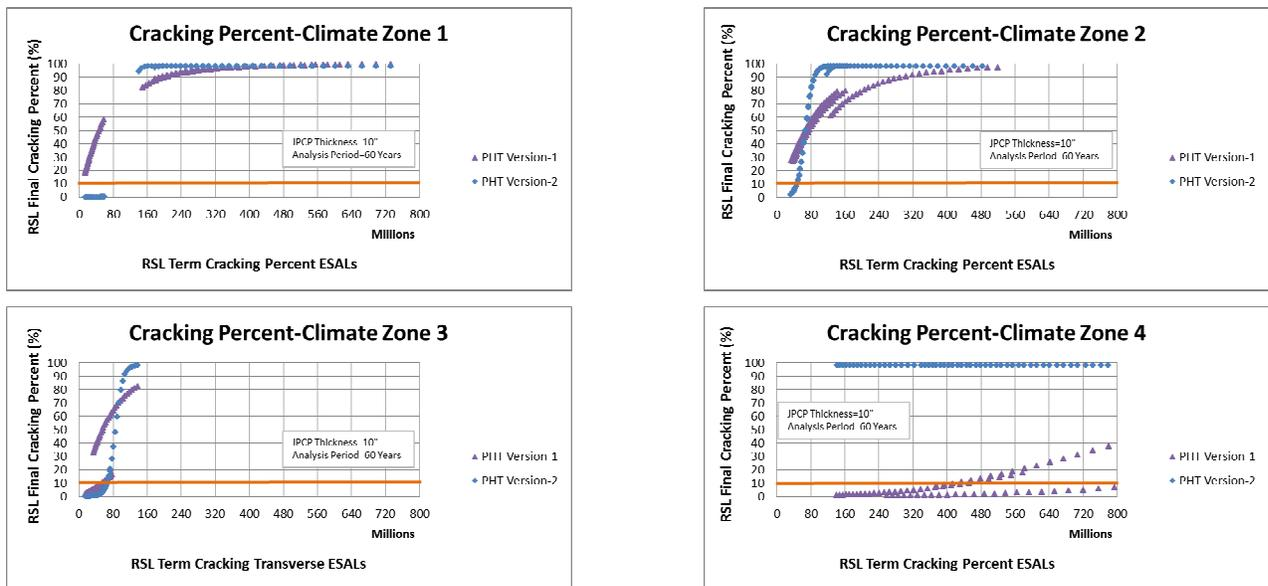 Cracking Percent-Climate Zone 1
RSL Final Cracking Percent (%)
100
90
80
70
60
50
40
30
20
10
0
JPCP Thickness 10"
Analysis Period=60 Years
PHT Version-1
PHT Version-2
0 80 160 240 320 400 480 560 640 720 800
Millions
RSL Term Cracking Percent ESALs
Cracking Percent-Climate Zone 2
RSL Final Cracking Percent (%)
100
90
80
70
60
50
40
30
20
10
0
JPCP Thickness=10"
Analysis Period 60 Years
PHT Version-1
PHT Version-2
0 80 160 240 320 400 480 560 640 720 800
Millions
RSL Term Cracking Percent ESALs
Cracking Percent-Climate Zone 3
RSL Final Cracking Percent (%)
100
90
80
70
60
50
40
30
20
10
0
JPCP Thickness 10"
Analysis Period 60 Years
PHT Version 1
PHT Version-2
0 80 160 240 320 400 480 560 640 720 800
Millions
RSL Term Cracking Transverse ESALs
Cracking Percent-Climate Zone 4
RSL Final Cracking Percent (%)
100
90
80
70
60
50
40
30
20
10
0
JPCP Thickness=10"
Analysis Period 60 Years
PHT Version 1
PHT Version-2
0 80 160 240 320 400 480 560 640 720 800
Millions
RSL Term Cracking Percent ESALs